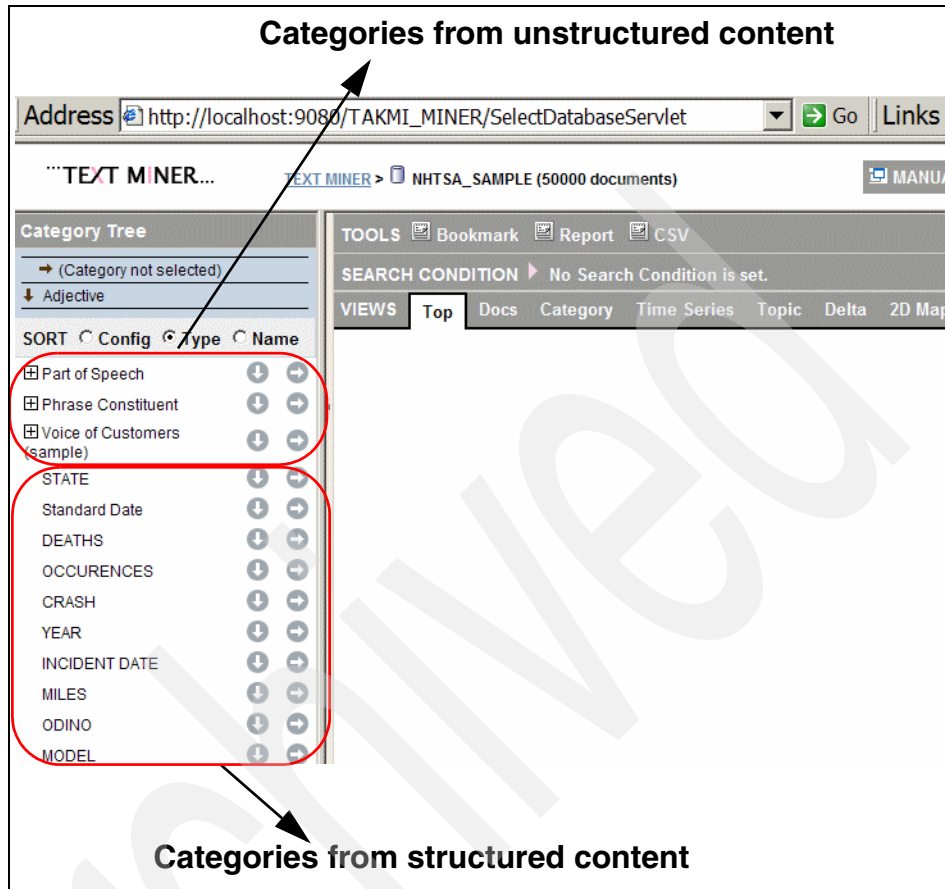 Categories from unstructured content
Address http://localhost:9080/TAKMI_MINER/SelectDatabaseServlet Go Links
TEXT MINER... TEXT MINER > NHTSA_SAMPLE (50000 documents) MANUA
Category Tree
(Category not selected)
Adjective
SORT Config Type Name
Part of Speech
Phrase Constituent
Voice of Customers
(sample)
STATE
Standard Date
DEATHS
OCCURENCES
CRASH
YEAR
INCIDENT DATE
MILES
ODINO
MODEL
TOOLS Bookmark Report CSV
SEARCH CONDITION No Search Condition is set.
VIEWS Top Docs Category Time Series Topic Delta 2D Map
Categories from structured content